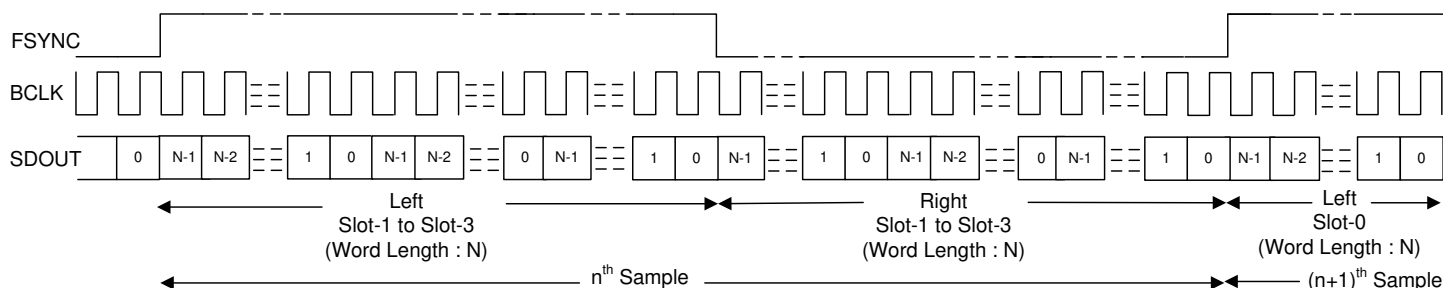 FSYNC
BCLK
SDOUT 0 N-1 N-2 1 0 N-1 N-2 0 N-1 1 0 N-1 1 0 N-1 N-2 0 N-1 1 0 N-1 N-2 1 0
Left Right Left
Slot-1 to Slot-3 Slot-1 to Slot-3 Slot-0
(Word Length : N) (Word Length : N) (Word Length : N)
nth Sample (n+1)th Sample